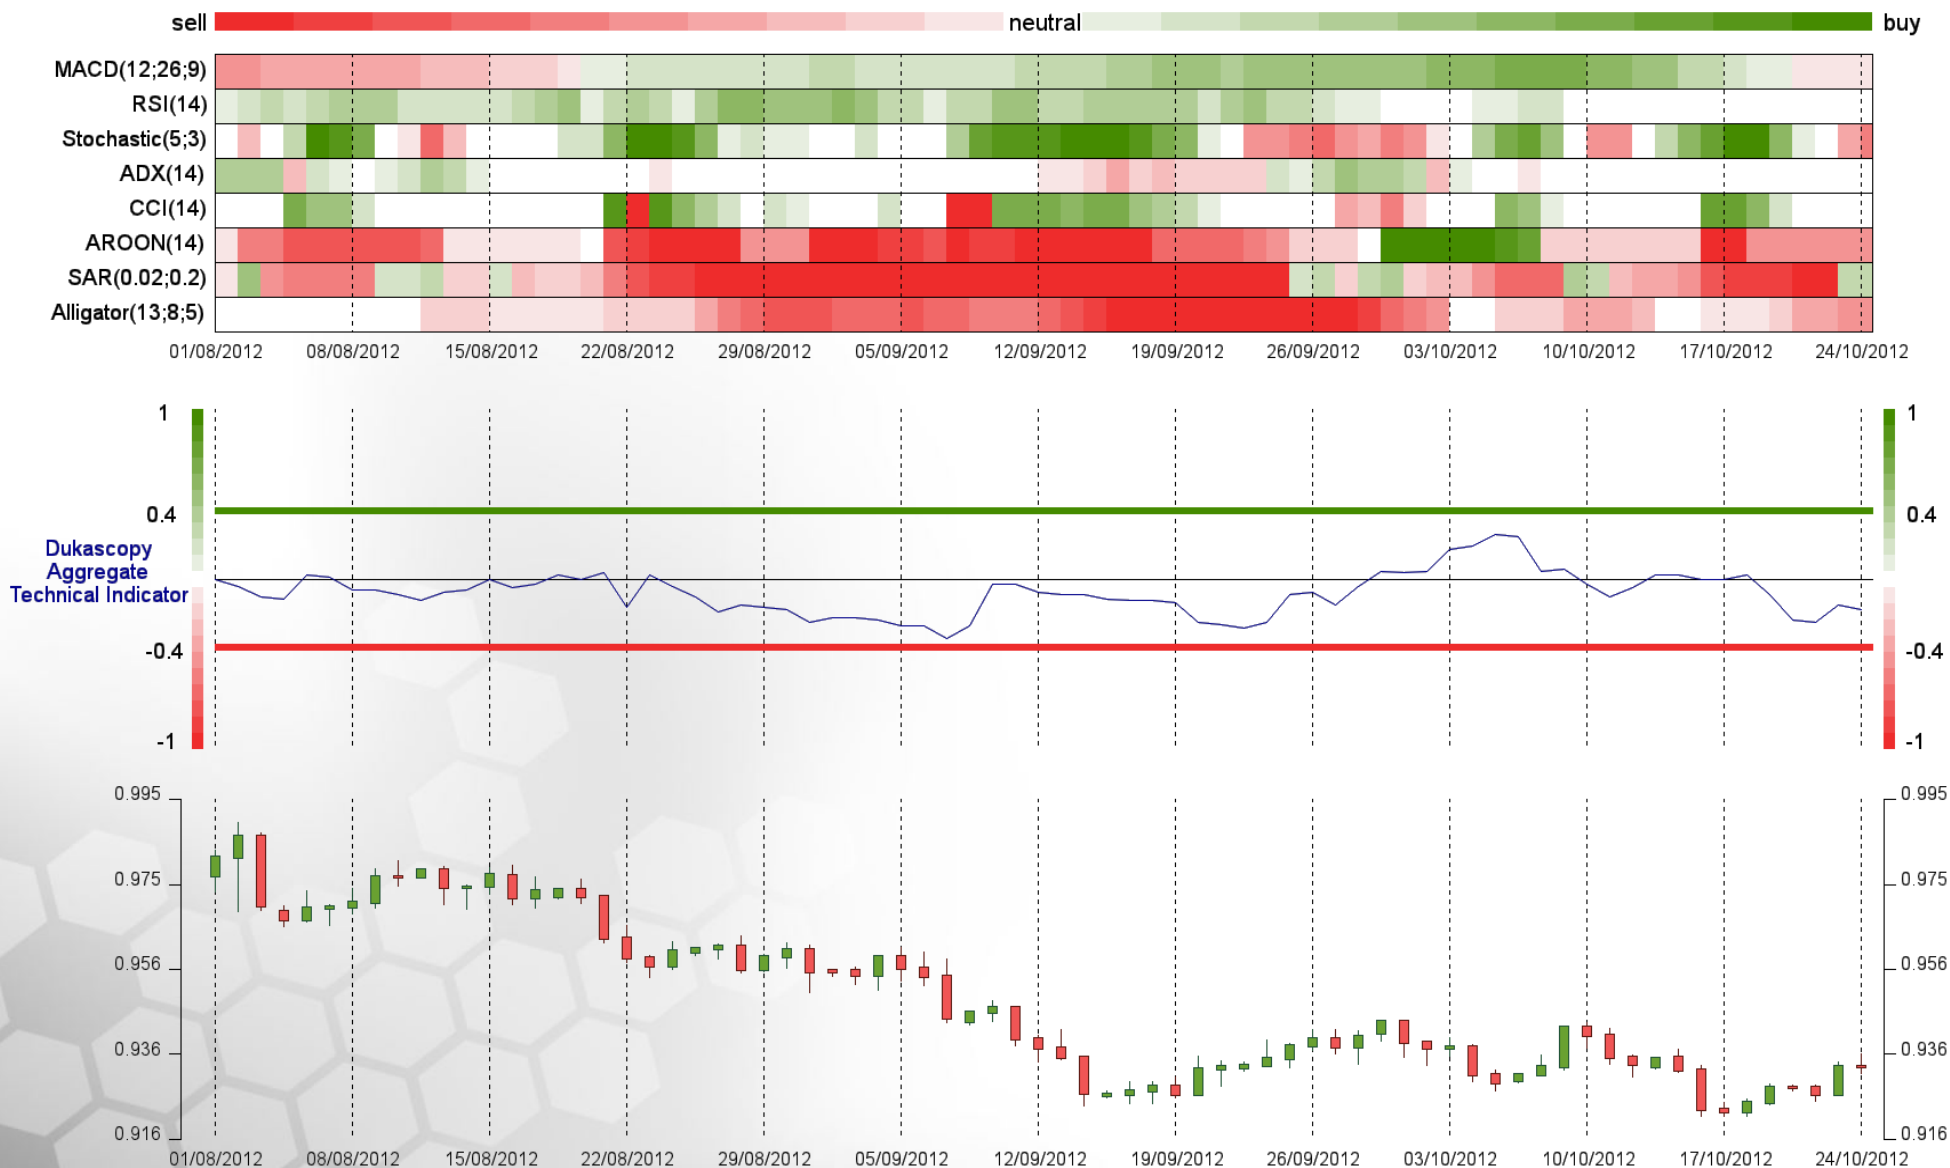 sell neutral buy
MACD(12;26;9)
RSI(14)
Stochastic(5;3)
ADX(14)
CCI(14)
AROON(14)
SAR(0.02;0.2)
Alligator(13;8;5)
01/08/2012 08/08/2012 15/08/2012 22/08/2012 29/08/2012 05/09/2012 12/09/2012 19/09/2012 26/09/2012 03/10/2012 10/10/2012 17/10/2012 24/10/2012
1 1
0.4 0.4
Dukascopy
Aggregate
Technical Indicator
-0.4 -0.4
-1 -1
0.995 0.995
0.975 0.975
0.956 0.956
0.936 0.936
0.916 0.916
01/08/2012 08/08/2012 15/08/2012 22/08/2012 29/08/2012 05/09/2012 12/09/2012 19/09/2012 26/09/2012 03/10/2012 10/10/2012 17/10/2012 24/10/2012